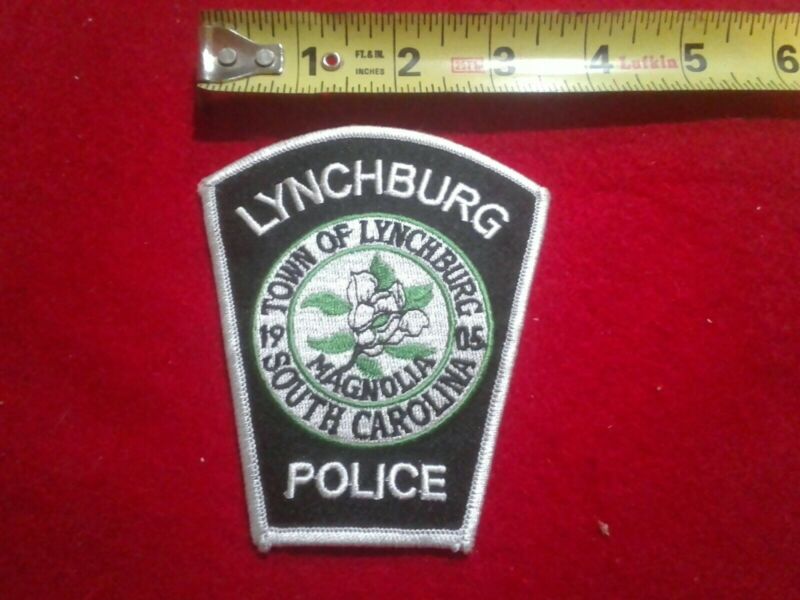 1 FT. & IN. INCHES 2 3 4 Lufkin 5 6
LYNCHBURG
TOWN OF LYNCHBURG
19 05
MAGNOLIA
SOUTH CAROLINA
POLICE